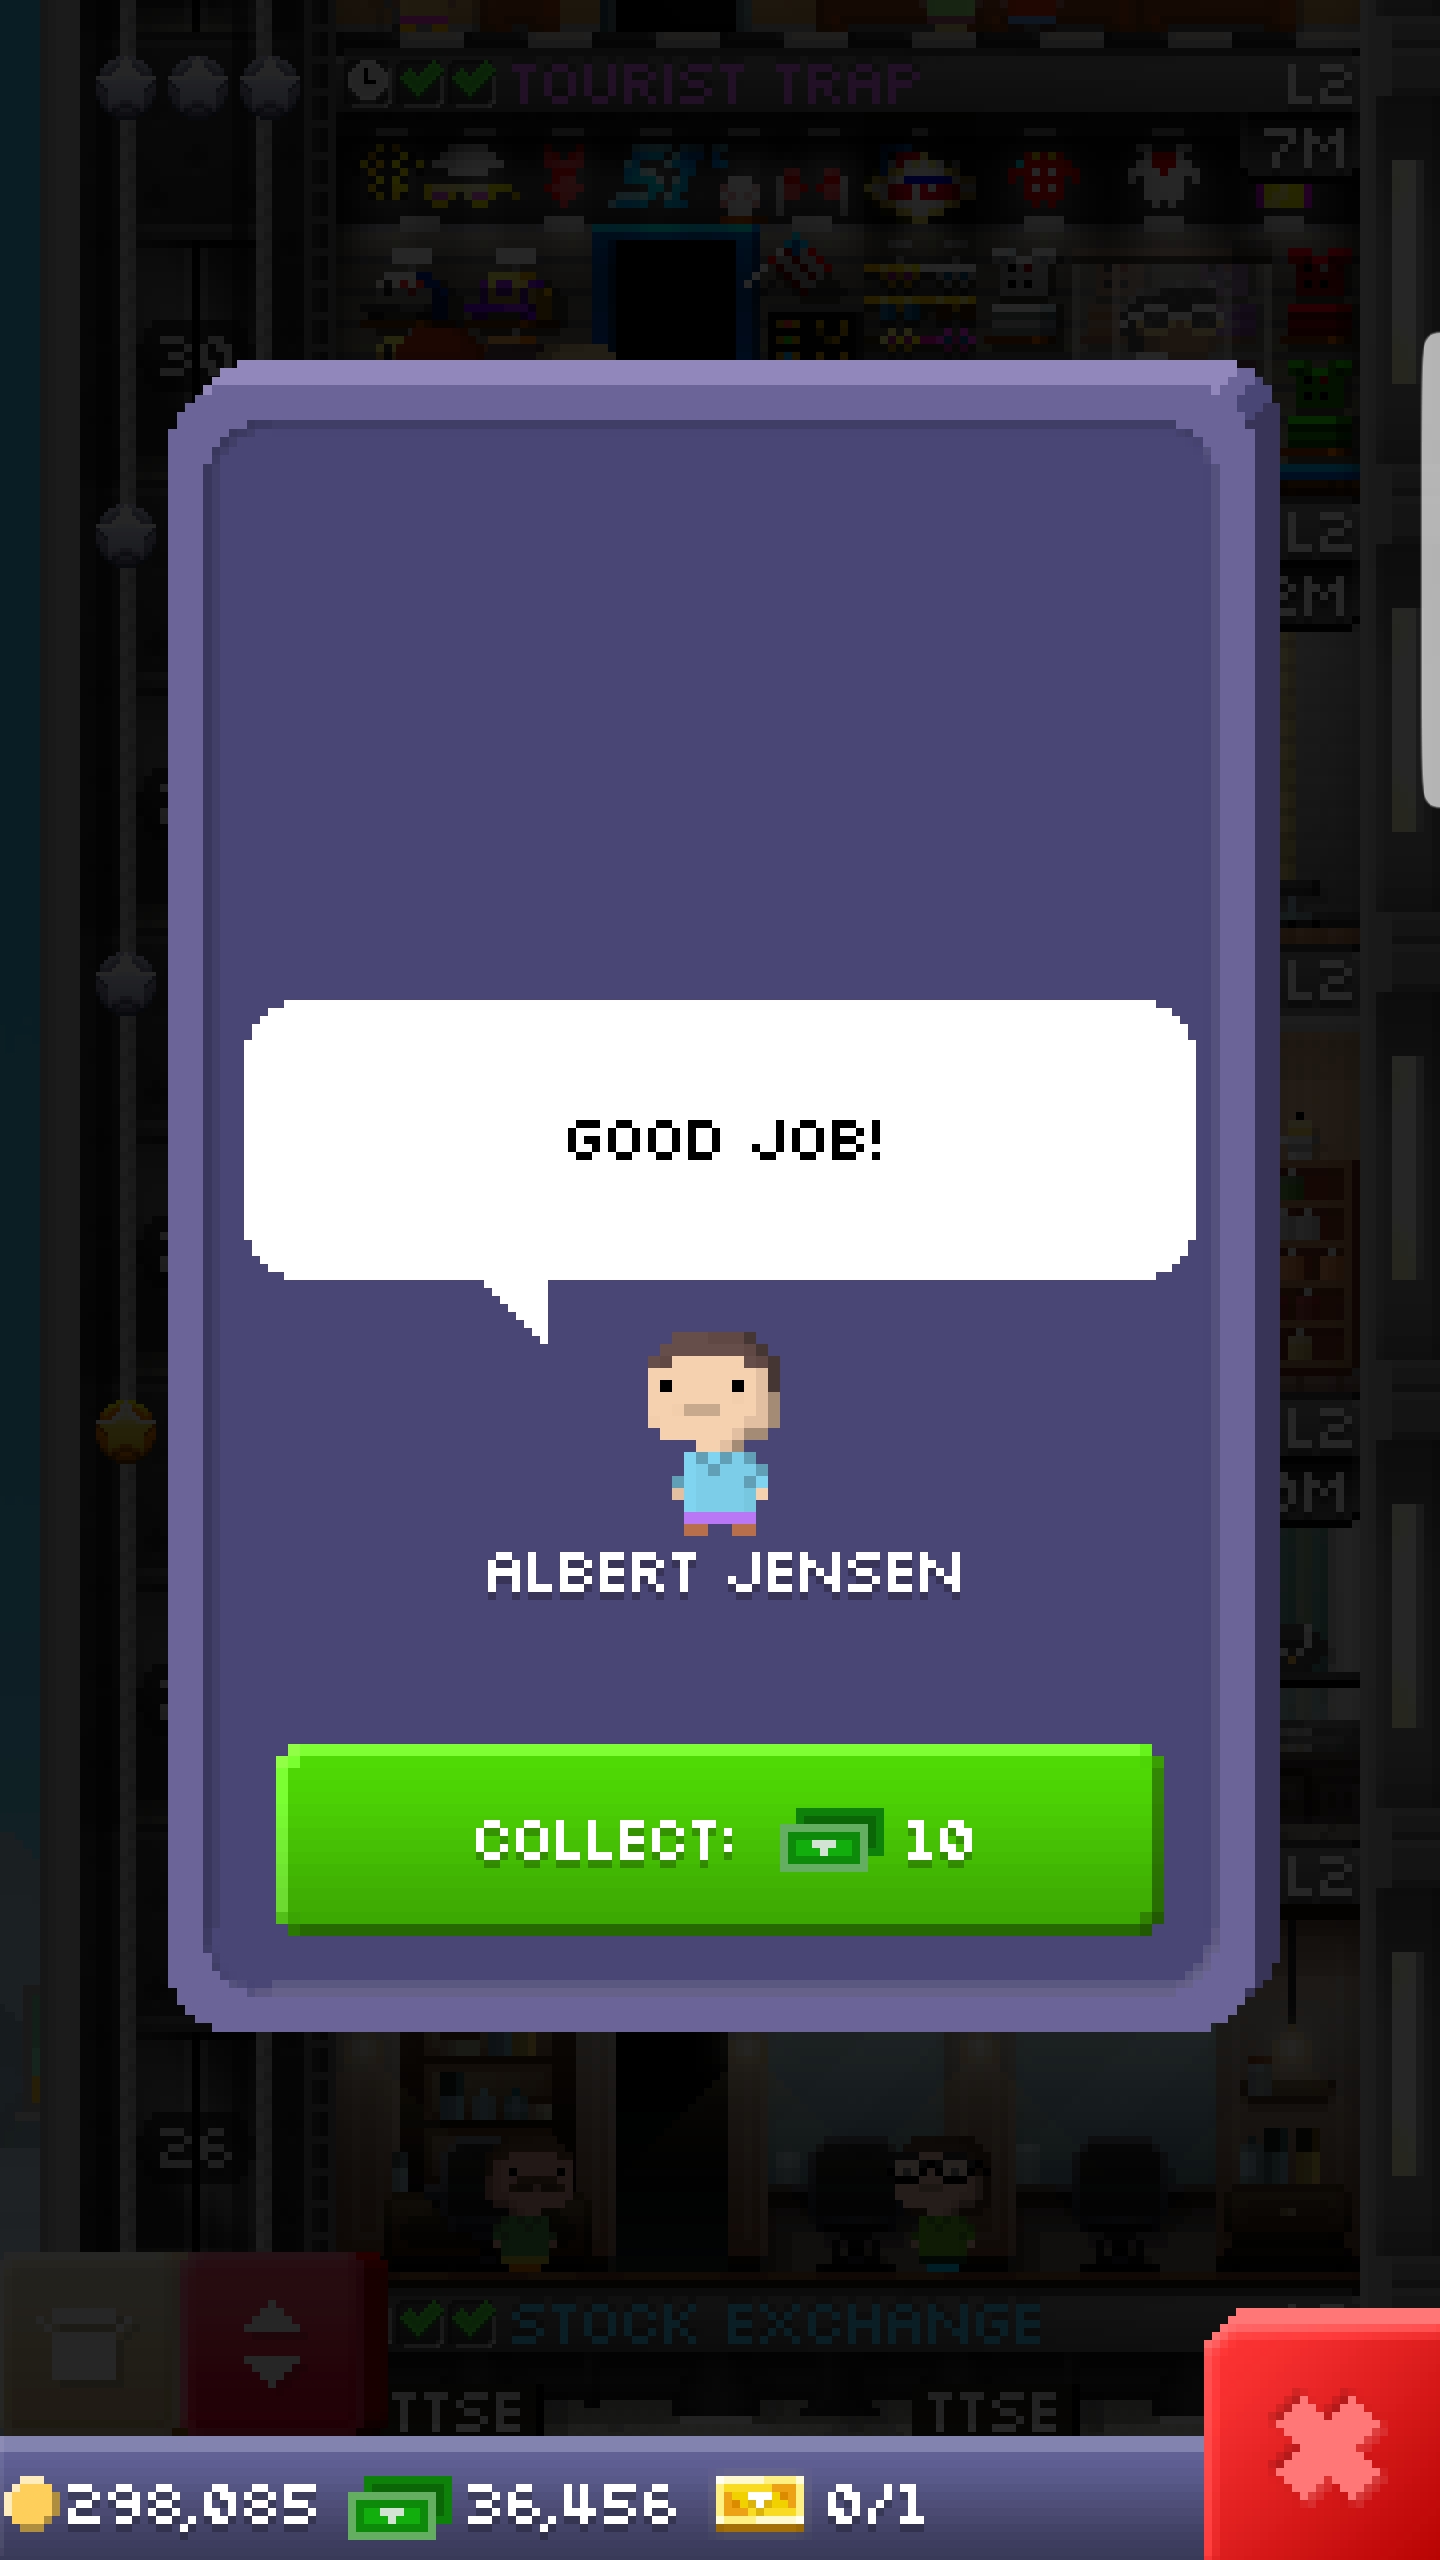 TOURIST TRAP
L2
7M
30
L2
2M
L2
GOOD JOB!
L2
0M
ALBERT JENSEN
COLLECT: 10
L2
26
STOCK EXCHANGE
TTSE TTSE
298,085 36,456 0/1